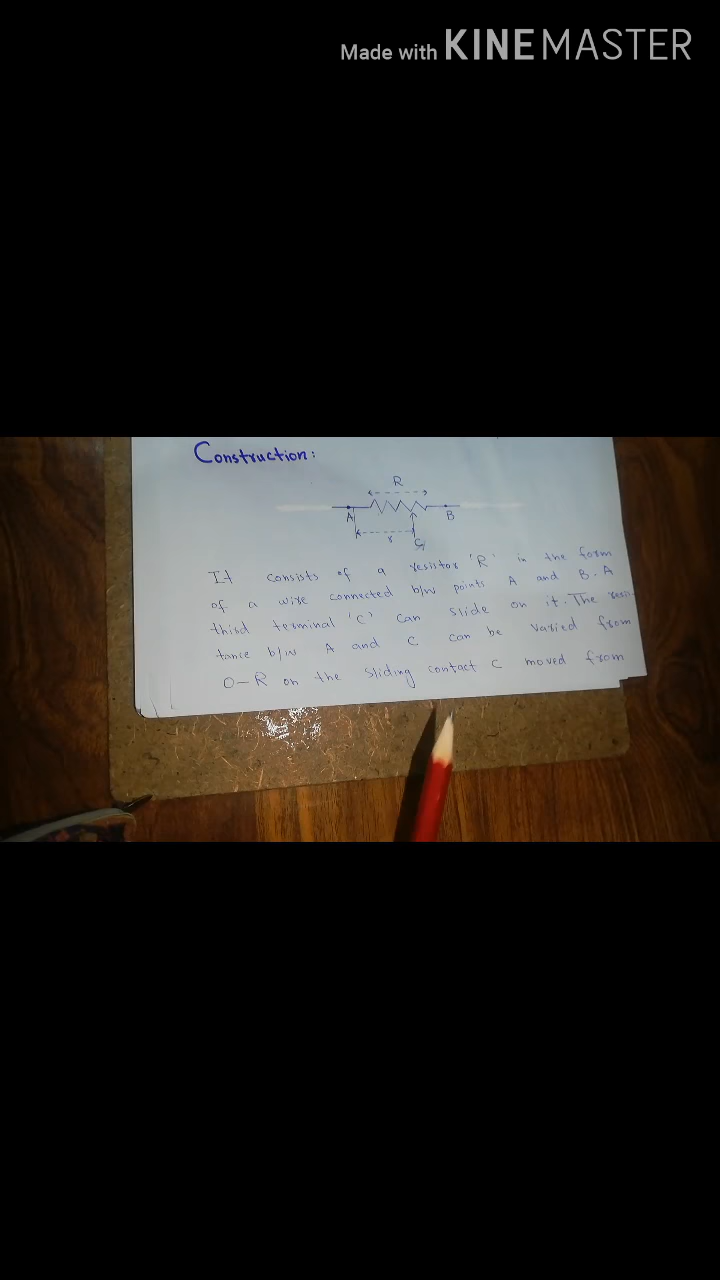 Made with KINEMASTER
Construction:
R
A
B
r
C
It consists of a resistor 'R' in the form
of a wire connected b/w points A and B. A
third terminal 'C' can slide on it. The resis-
tance b/w A and C can be varied from
O-R on the sliding contact C moved from